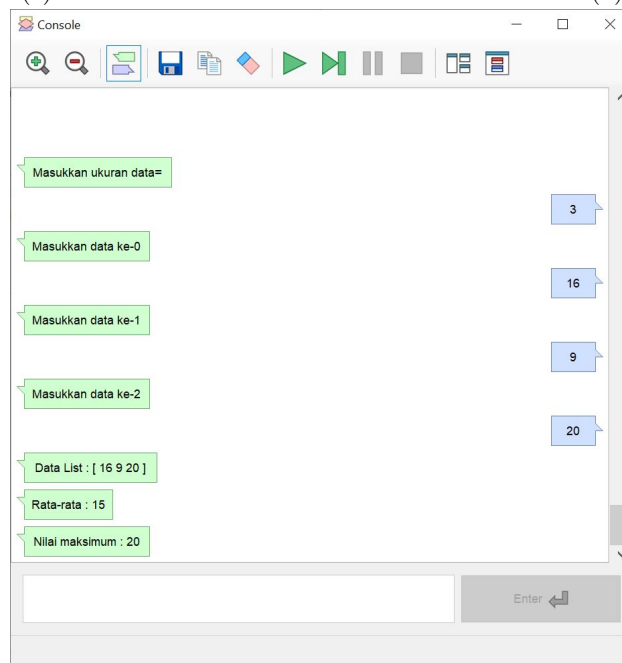 Console
Masukkan ukuran data=
3
Masukkan data ke-0
16
Masukkan data ke-1
9
Masukkan data ke-2
20
Data List : [ 16 9 20 ]
Rata-rata : 15
Nilai maksimum : 20
Enter